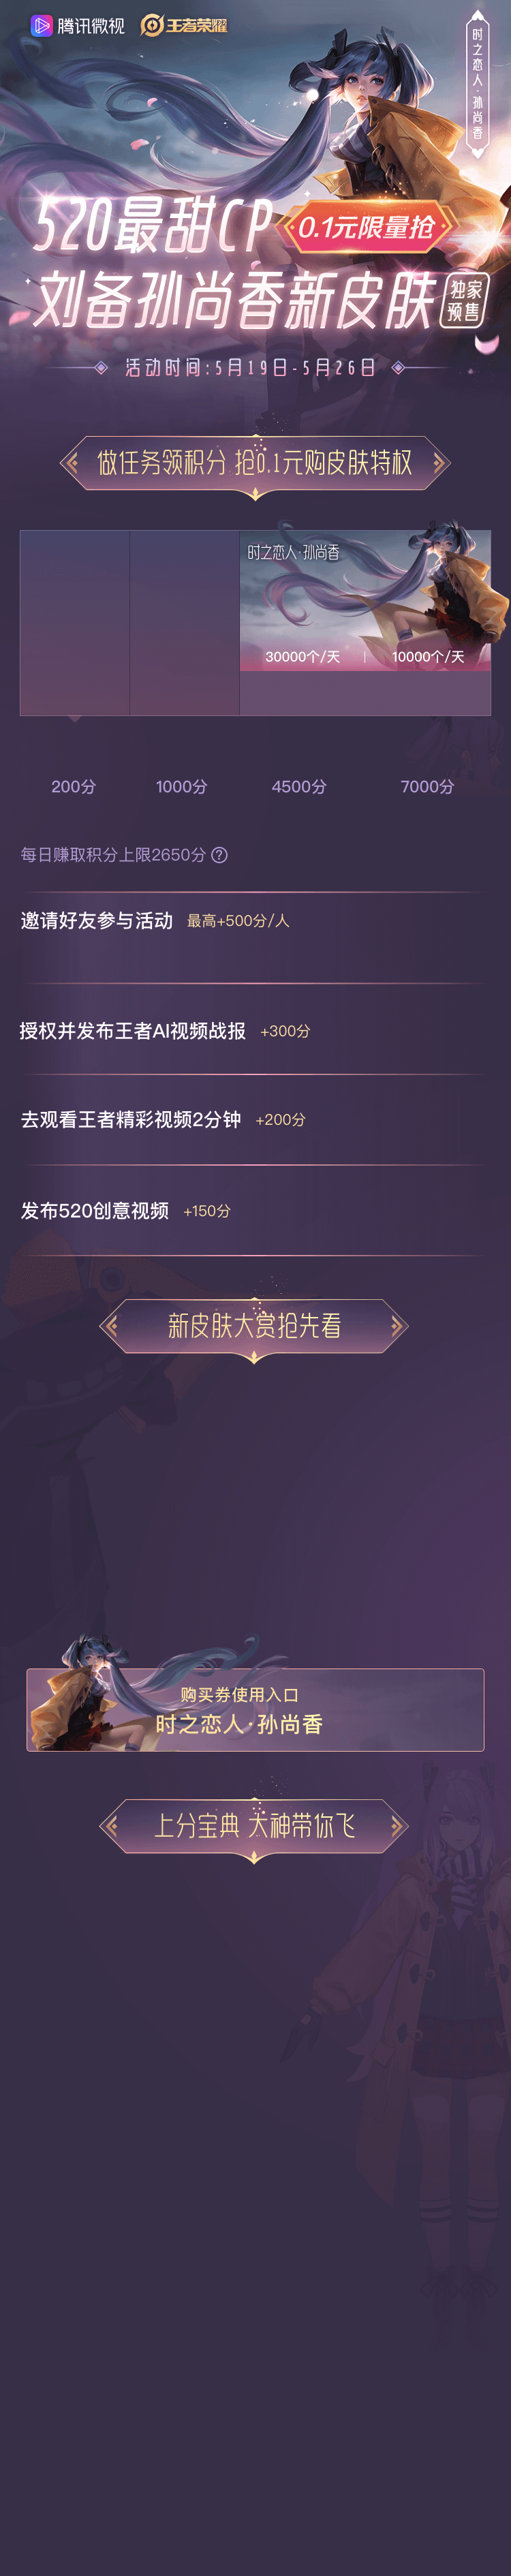 腾讯微视 王者荣耀
时之恋人·孙尚香
520最甜CP 0.1元限量抢
刘备孙尚香新皮肤 独家预售
活动时间:5月19日-5月26日
做任务领积分 抢0.1元购皮肤特权
时之恋人·孙尚香
30000个/天 | 10000个/天
200分 1000分 4500分 7000分
每日赚取积分上限2650分 ?
邀请好友参与活动 最高+500分/人
授权并发布王者AI视频战报 +300分
去观看王者精彩视频2分钟 +200分
发布520创意视频 +150分
新皮肤大赏抢先看
购买券使用入口
时之恋人·孙尚香
上分宝典 大神带你飞